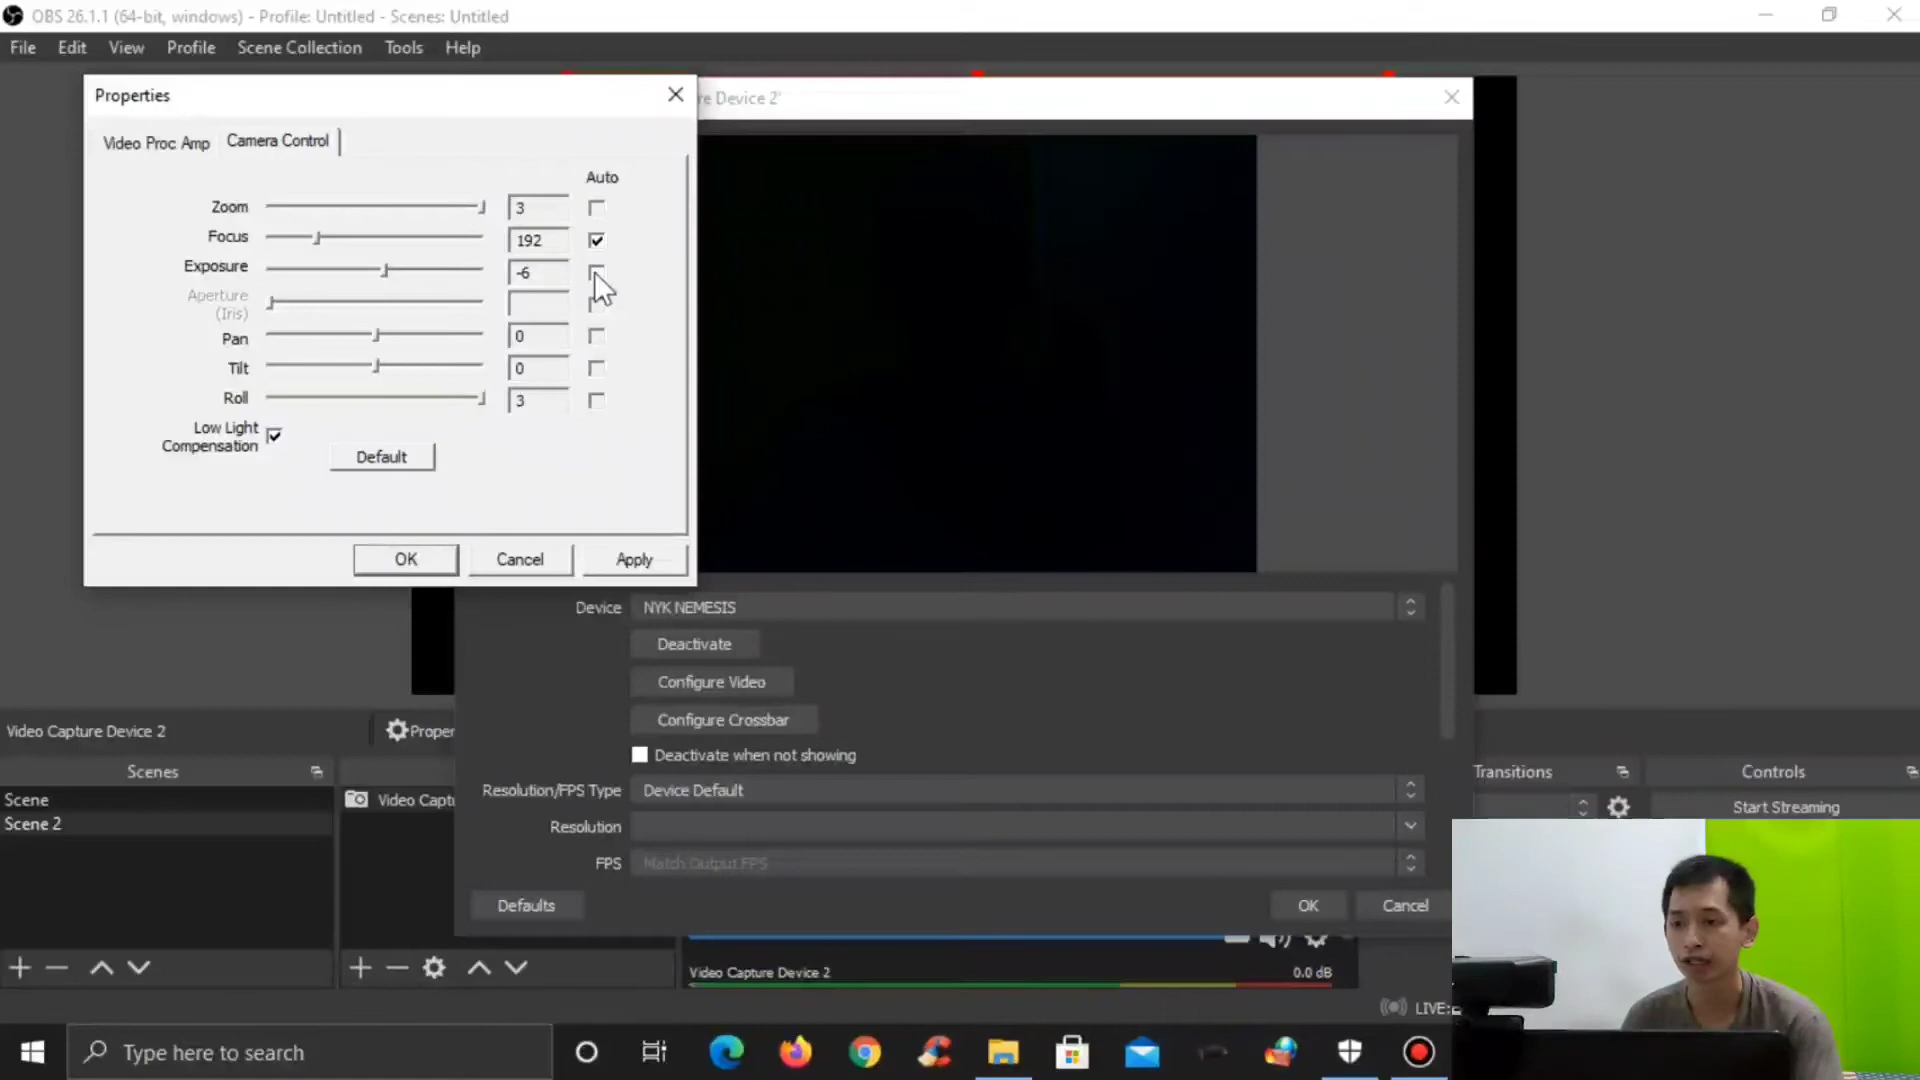 OBS 26.1.1 (64-bit, windows) - Profile: Untitled - Scenes: Untitled
File Edit View Profile Scene Collection Tools Help
Properties
re Device 2'
Video Proc Amp Camera Control
Auto
Zoom 3
Focus 192
Exposure -6
Aperture
(Iris)
Pan 0
Tilt 0
Roll 3
Low Light
Compensation
Default
OK Cancel Apply
Device NYK NEMESIS
Deactivate
Configure Video
Configure Crossbar
Deactivate when not showing
Resolution/FPS Type Device Default
Resolution
FPS Match Output FPS
Defaults OK Cancel
Video Capture Device 2 Proper
Scenes Transitions Controls
Scene Video Capt Start Streaming
Scene 2
Video Capture Device 2 0.0 dB
LIVE:
Type here to search